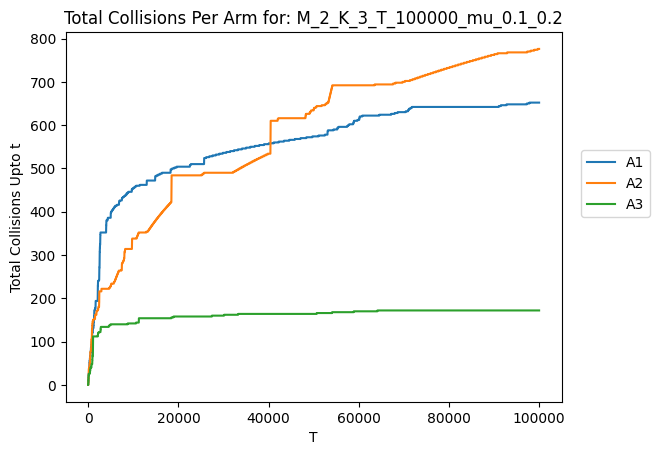 Total Collisions Per Arm for: M_2_K_3_T_100000_mu_0.1_0.2
800
700
600
500
400
300
200
100
0
Total Collisions Upto t
0 20000 40000 60000 80000 100000
T
A1
A2
A3